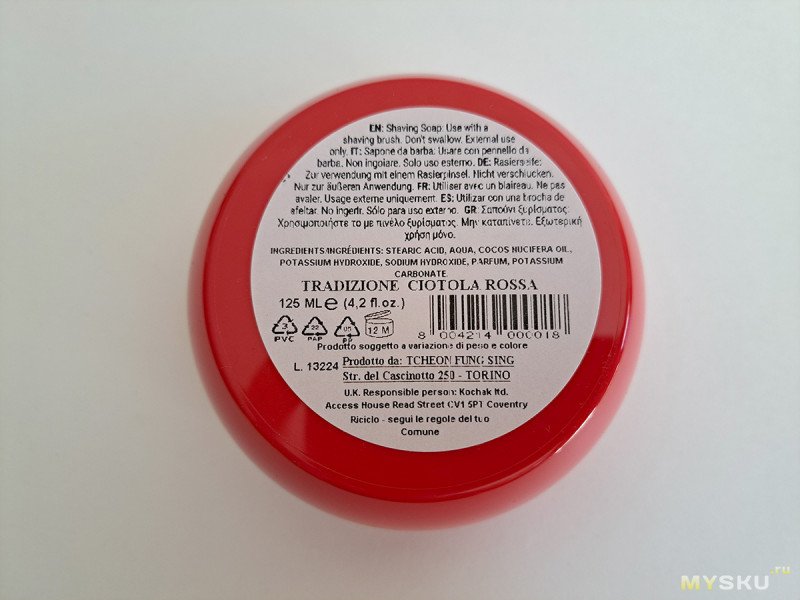 EN: Shaving Soap: Use with a
shaving brush. Don't swallow. External use
only. IT: Sapone da barba: Usare con pennello da
barba. Non ingoiare. Solo uso esterno. DE: Rasierseife:
Zur verwendung mit einem Rasierpinsel. Nicht verschlucken.
Nur zur äußeren Anwendung. FR: Utiliser avec un blaireau. Ne pas
avaler. Usage externe uniquement. ES: Utilizar con una brocha de
afeitar. No ingerir. Sólo para uso externo. GR: Σαπούνι ξυρίσματος:
Χρησιμοποιήστε το με πινέλο ξυρίσματος. Μην καταπίνετε. Εξωτερική
χρήση μόνο.
INGREDIENTS/INGRÉDIENTS: STEARIC ACID, AQUA, COCOS NUCIFERA OIL,
POTASSIUM HYDROXIDE, SODIUM HYDROXIDE, PARFUM, POTASSIUM
CARBONATE
TRADIZIONE CIOTOLA ROSSA
125 ML e (4,2 fl.oz.)
3 PVC 22 PAP 05 PP 12 M
8 004214 000018
Prodotto soggetto a variazione di peso e colore
L. 13224 Prodotto da: TCHEON FUNG SING
Str. del Cascinotto 250 - TORINO
U.K. Responsible person: Kochak ltd.
Access House Read Street CV1 5PT Coventry
Riciclo - segui le regole del tuo
Comune
MYSKU.ru